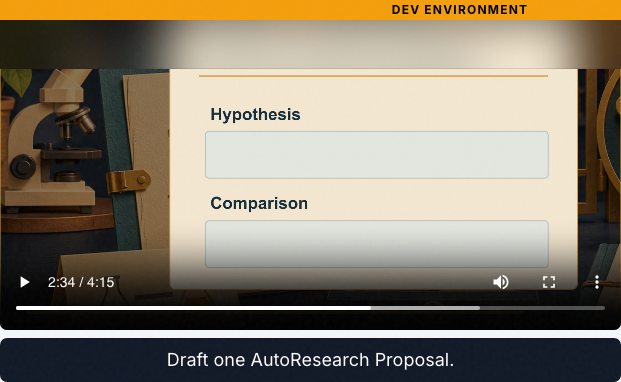 DEV ENVIRONMENT
Hypothesis
Comparison
2:34 / 4:15
Draft one AutoResearch Proposal.